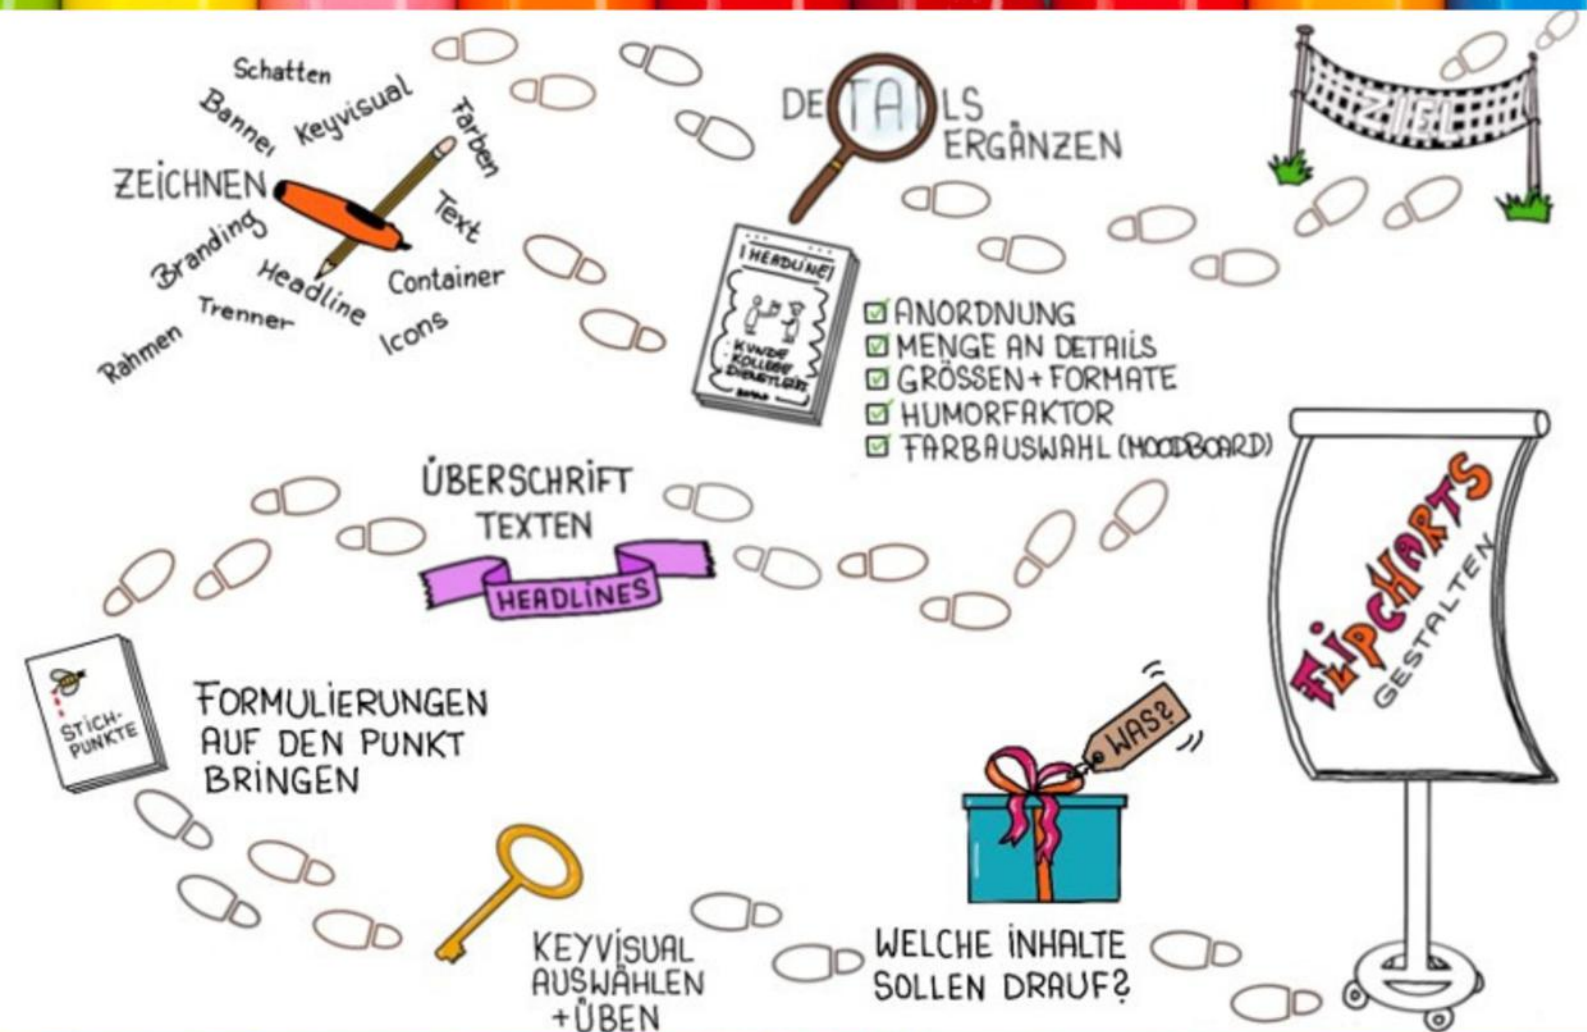 Schatten
Banner
Keyvisual
Farben
ZEICHNEN
Text
Branding
Headline
Container
Trenner
Icons
Rahmen
DETAILS
ERGÄNZEN
ZIEL
! HEADLINE!
KUNDE
KOLLEGE
DIENSTLEIST
ANORDNUNG
MENGE AN DETAILS
GRÖSSEN + FORMATE
HUMORFAKTOR
FARBAUSWAHL (MOODBOARD)
ÜBERSCHRIFT
TEXTEN
HEADLINES
FLIPCHARTS
GESTALTEN
STICH-
PUNKTE
FORMULIERUNGEN
AUF DEN PUNKT
BRINGEN
WAS?
KEYVISUAL
AUSWÄHLEN
+ÜBEN
WELCHE INHALTE
SOLLEN DRAUF?